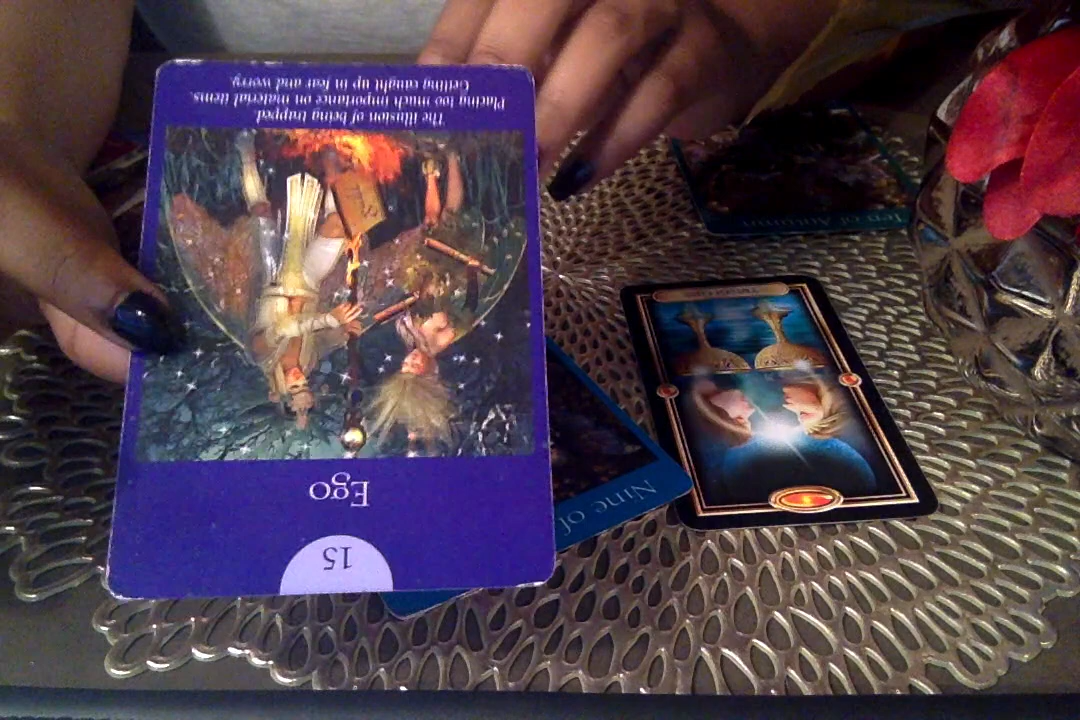 15
Ego
The illusion of being trapped.
Placing too much importance on material items.
Getting caught up in fear and worry.
Nine of
Ten of Autumn